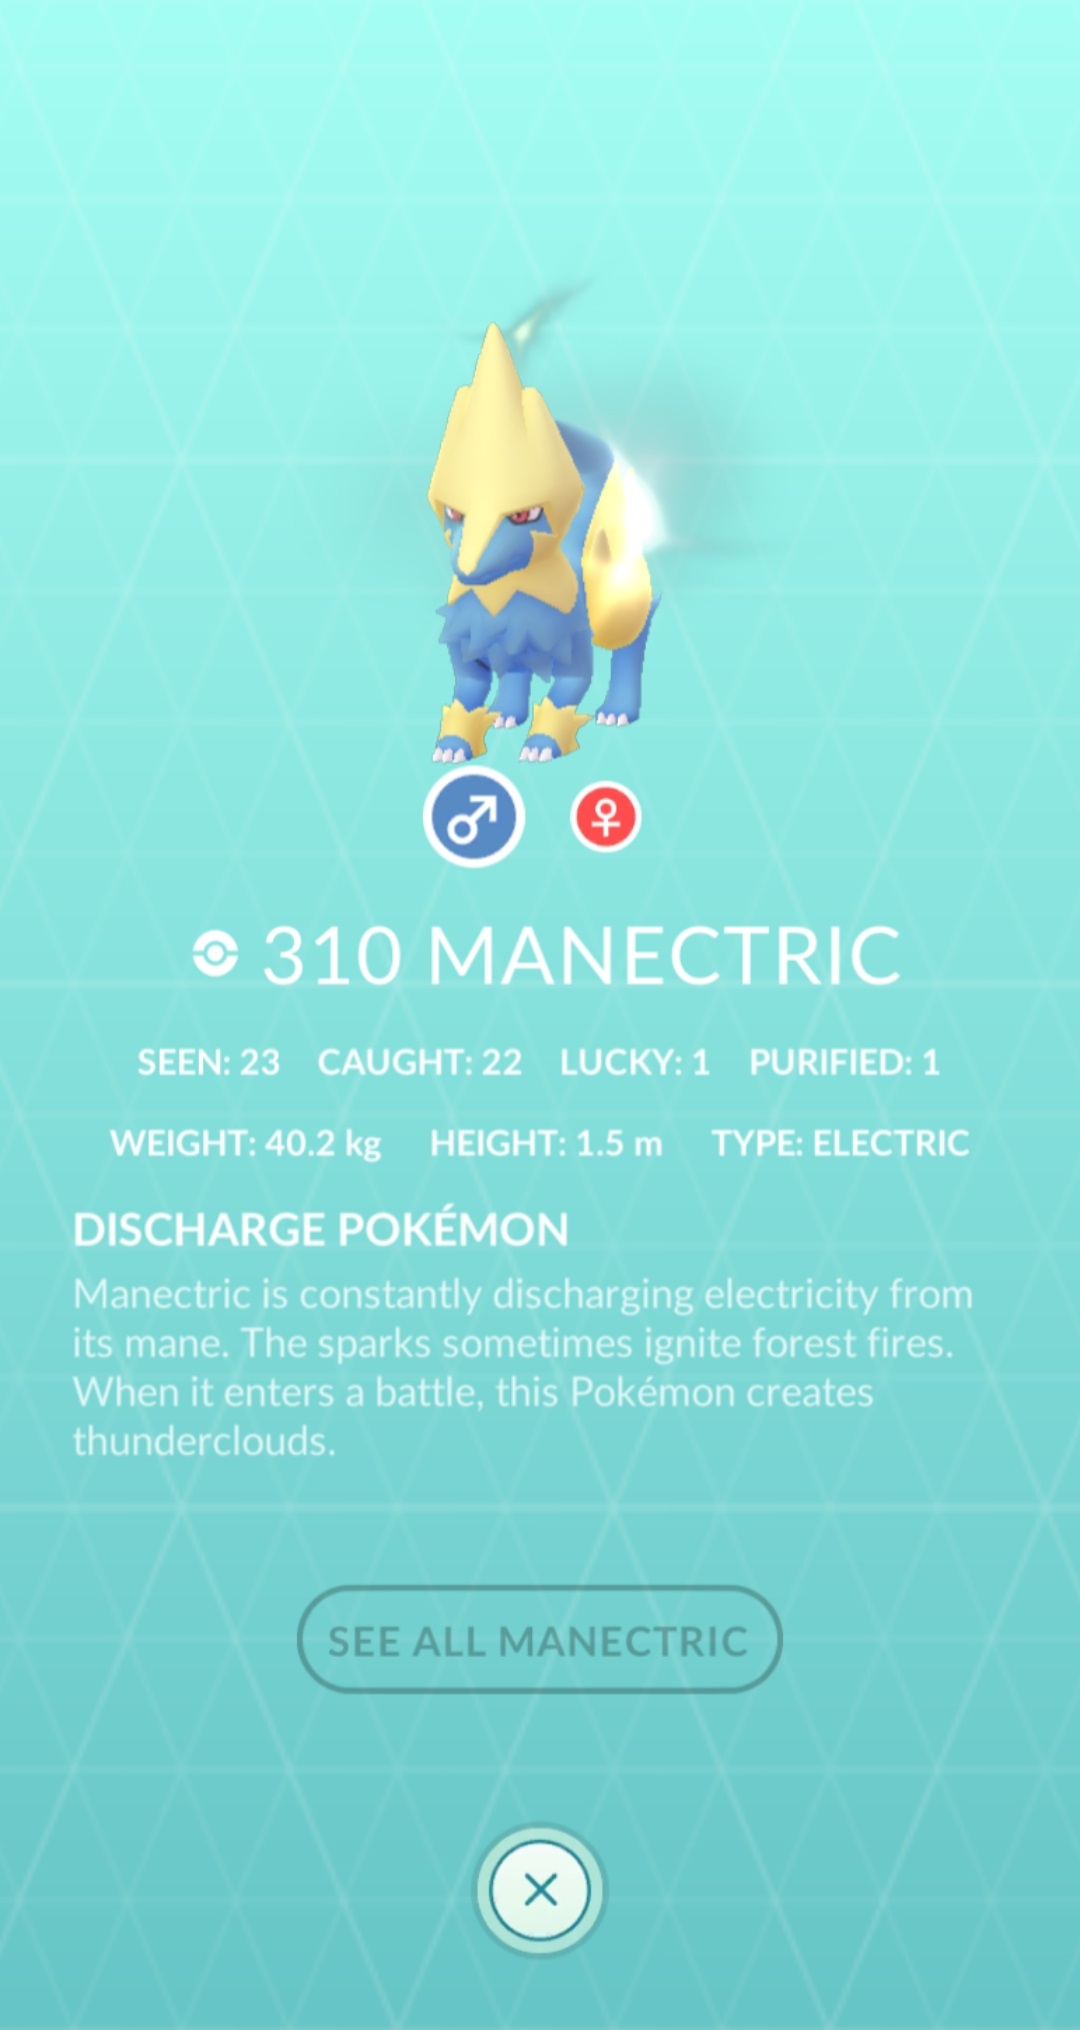 310 MANECTRIC
SEEN: 23 CAUGHT: 22 LUCKY: 1 PURIFIED: 1
WEIGHT: 40.2 kg HEIGHT: 1.5 m TYPE: ELECTRIC
DISCHARGE POKÉMON
Manectric is constantly discharging electricity from
its mane. The sparks sometimes ignite forest fires.
When it enters a battle, this Pokémon creates
thunderclouds.
SEE ALL MANECTRIC